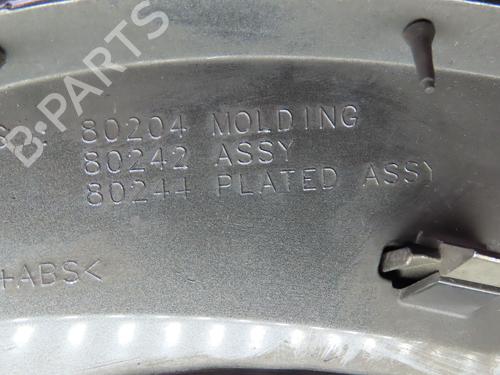 B-PARTS
80204 MOLDING
80242 ASSY
80244 PLATED ASSY
+ABS<